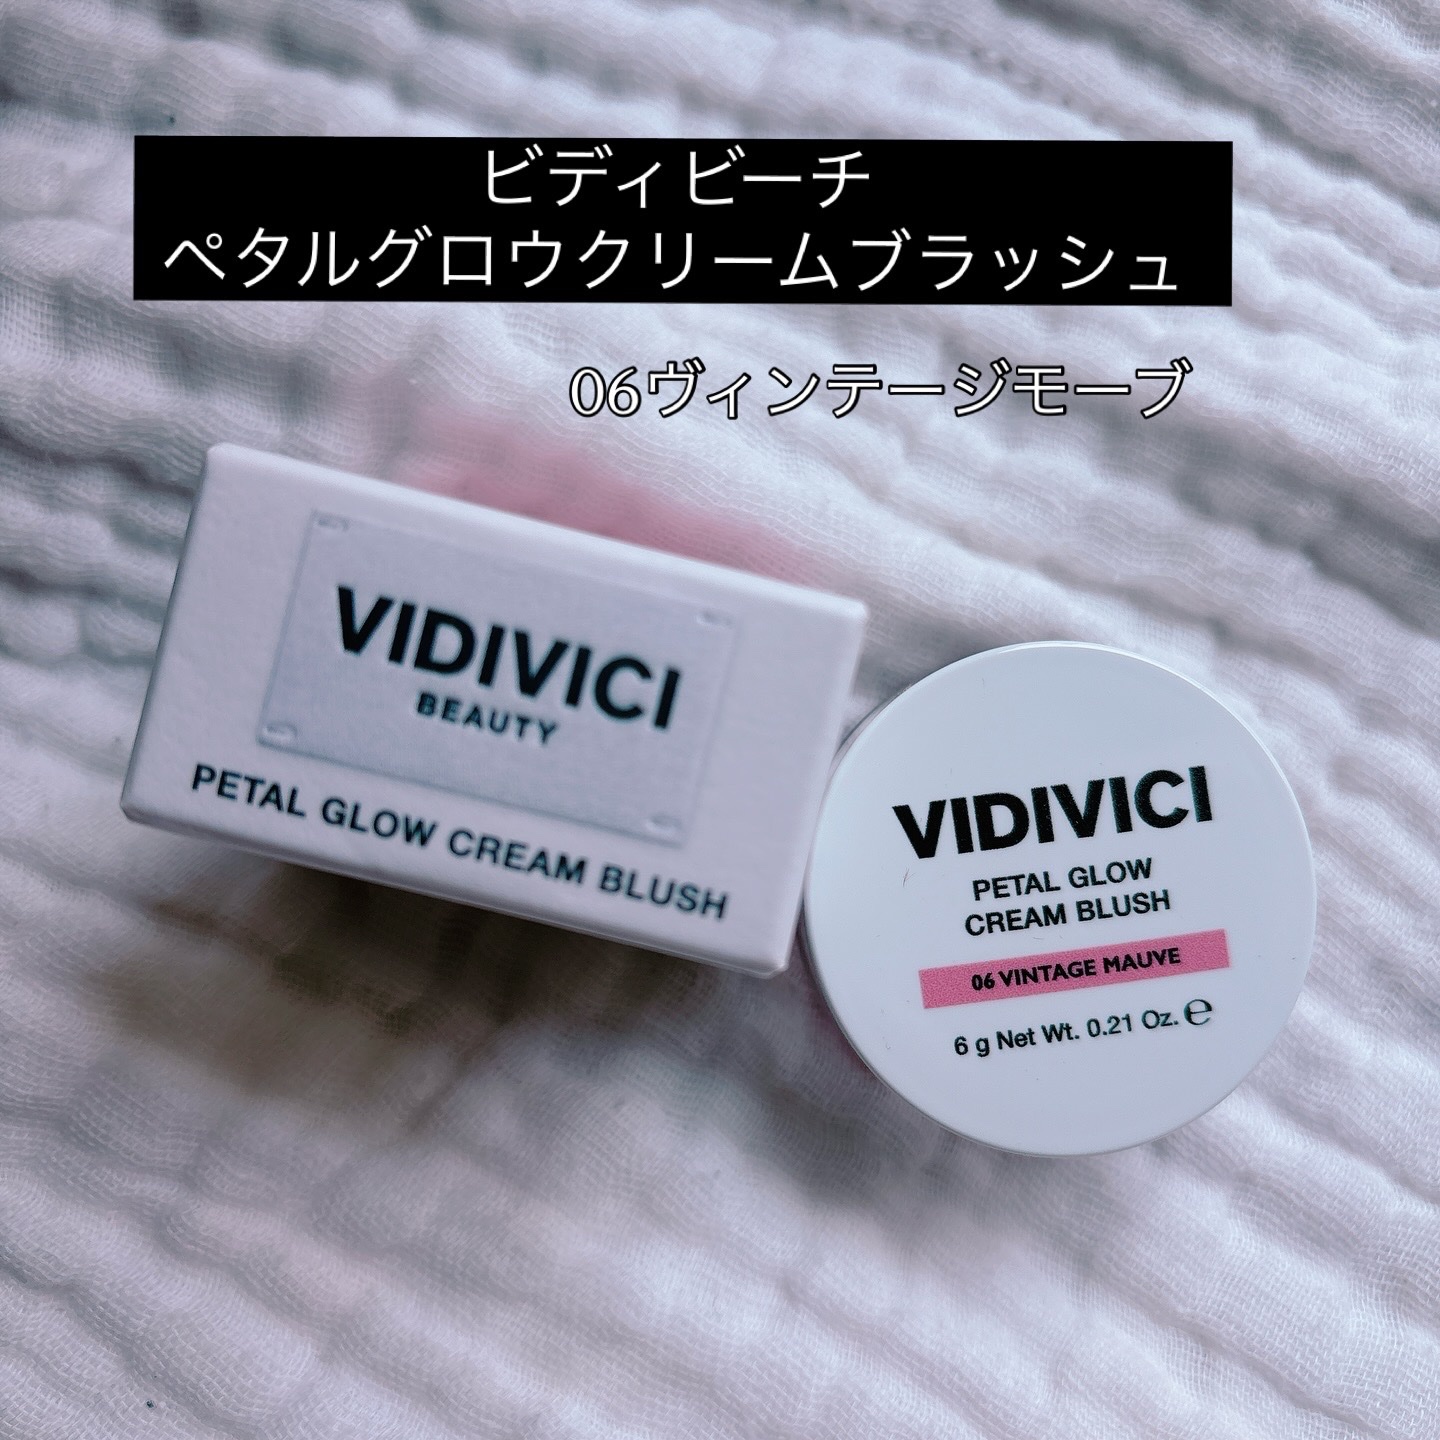 ビディビーチ
ペタルグロウクリームブラッシュ
06ヴィンテージモーブ
VIDIVICI
BEAUTY
PETAL GLOW CREAM BLUSH
VIDIVICI
PETAL GLOW
CREAM BLUSH
06 VINTAGE MAUVE
6 g Net Wt. 0.21 Oz. ℮